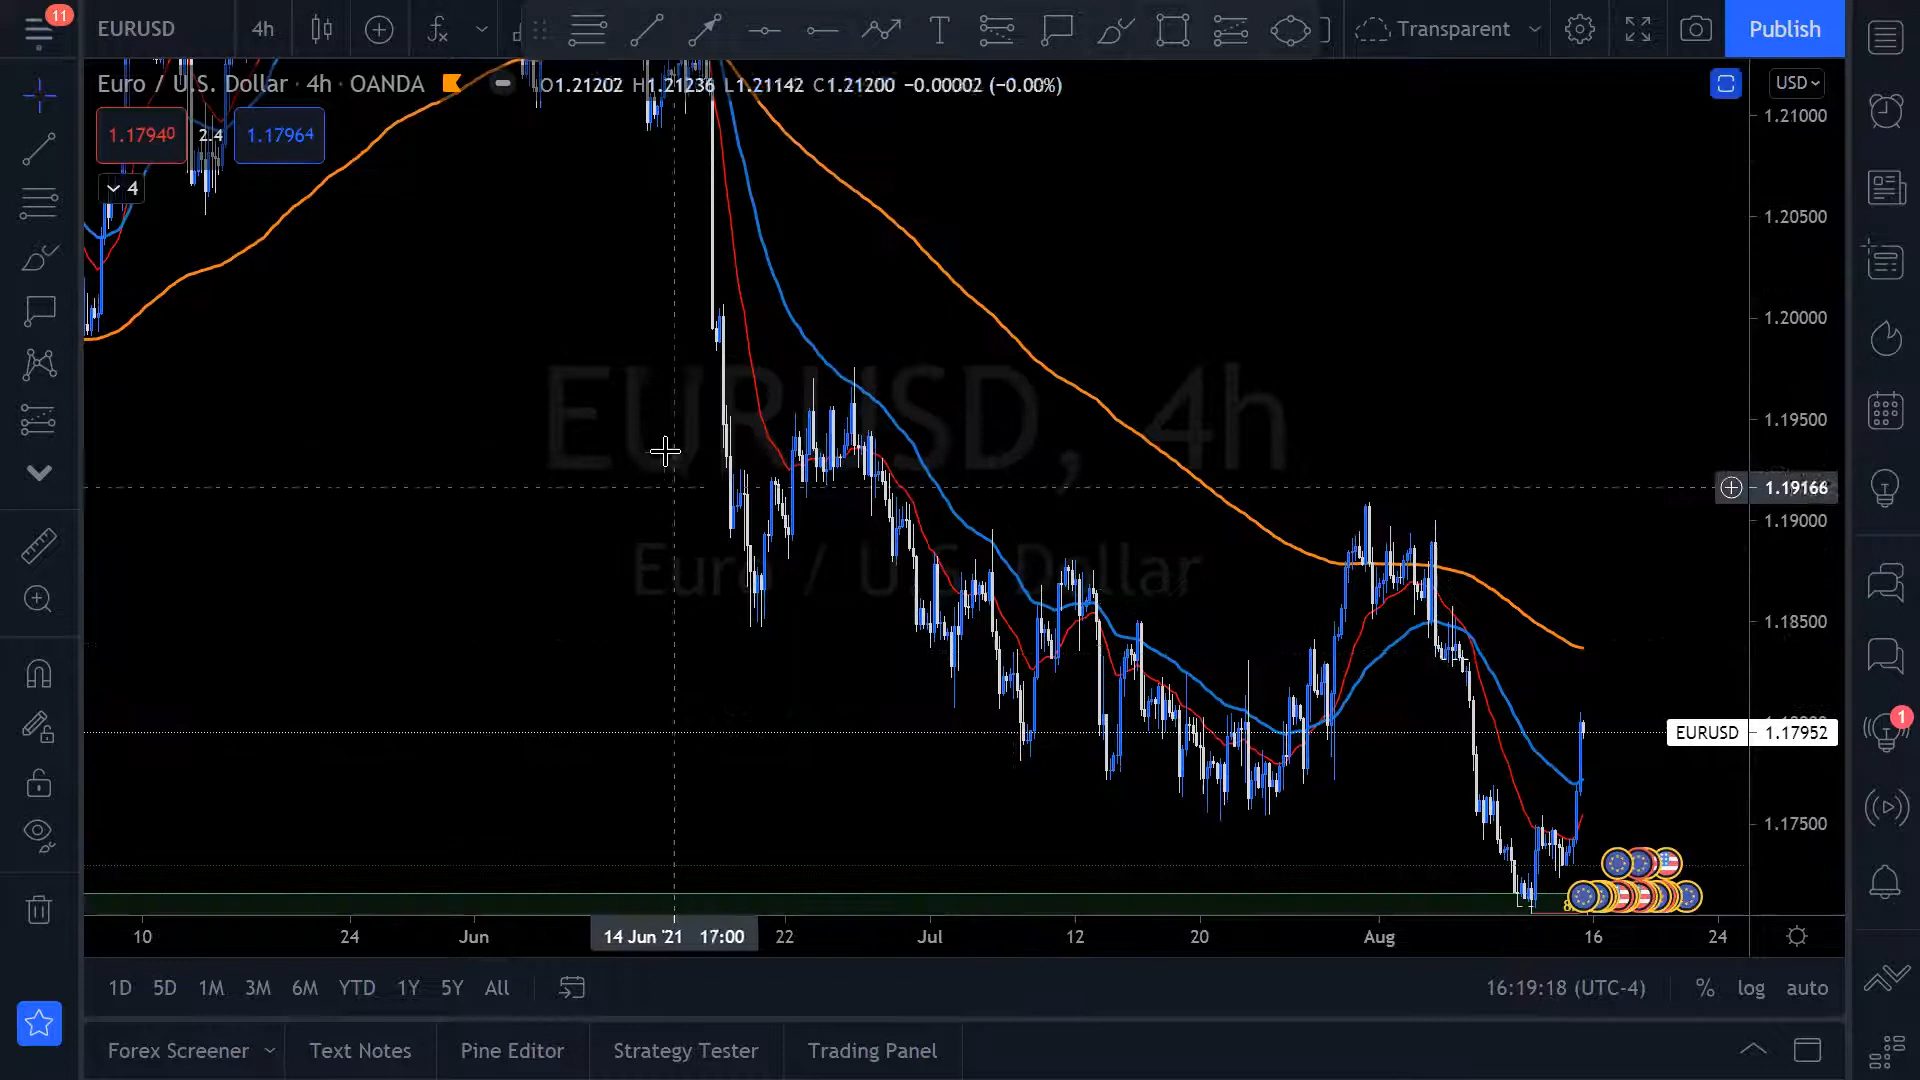 11
EURUSD
4h
Transparent
Publish
Euro / U.S. Dollar · 4h · OANDA
O1.21202 H1.21236 L1.21142 C1.21200 −0.00002 (−0.00%)
USD
1.17940
2.4
1.17964
4
1.21000
1.20500
1.20000
1.19500
1.19166
1.19000
1.18500
EURUSD
1.17952
1.17500
EURUSD, 4h
Euro / U.S. Dollar
1
10
24
Jun
14 Jun '21 17:00
22
Jul
12
20
Aug
16
24
1D 5D 1M 3M 6M YTD 1Y 5Y All
16:19:18 (UTC-4)
% log auto
Forex Screener
Text Notes
Pine Editor
Strategy Tester
Trading Panel